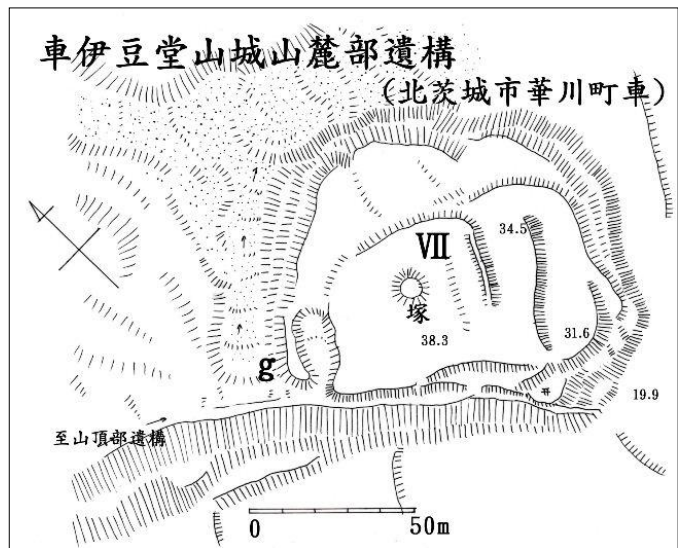 車伊豆堂山城山麓部遺構
(北茨城市華川町車)
34.5
Ⅶ
塚
38.3
31.6
g
井
19.9
至山頂部遺構
0 50m